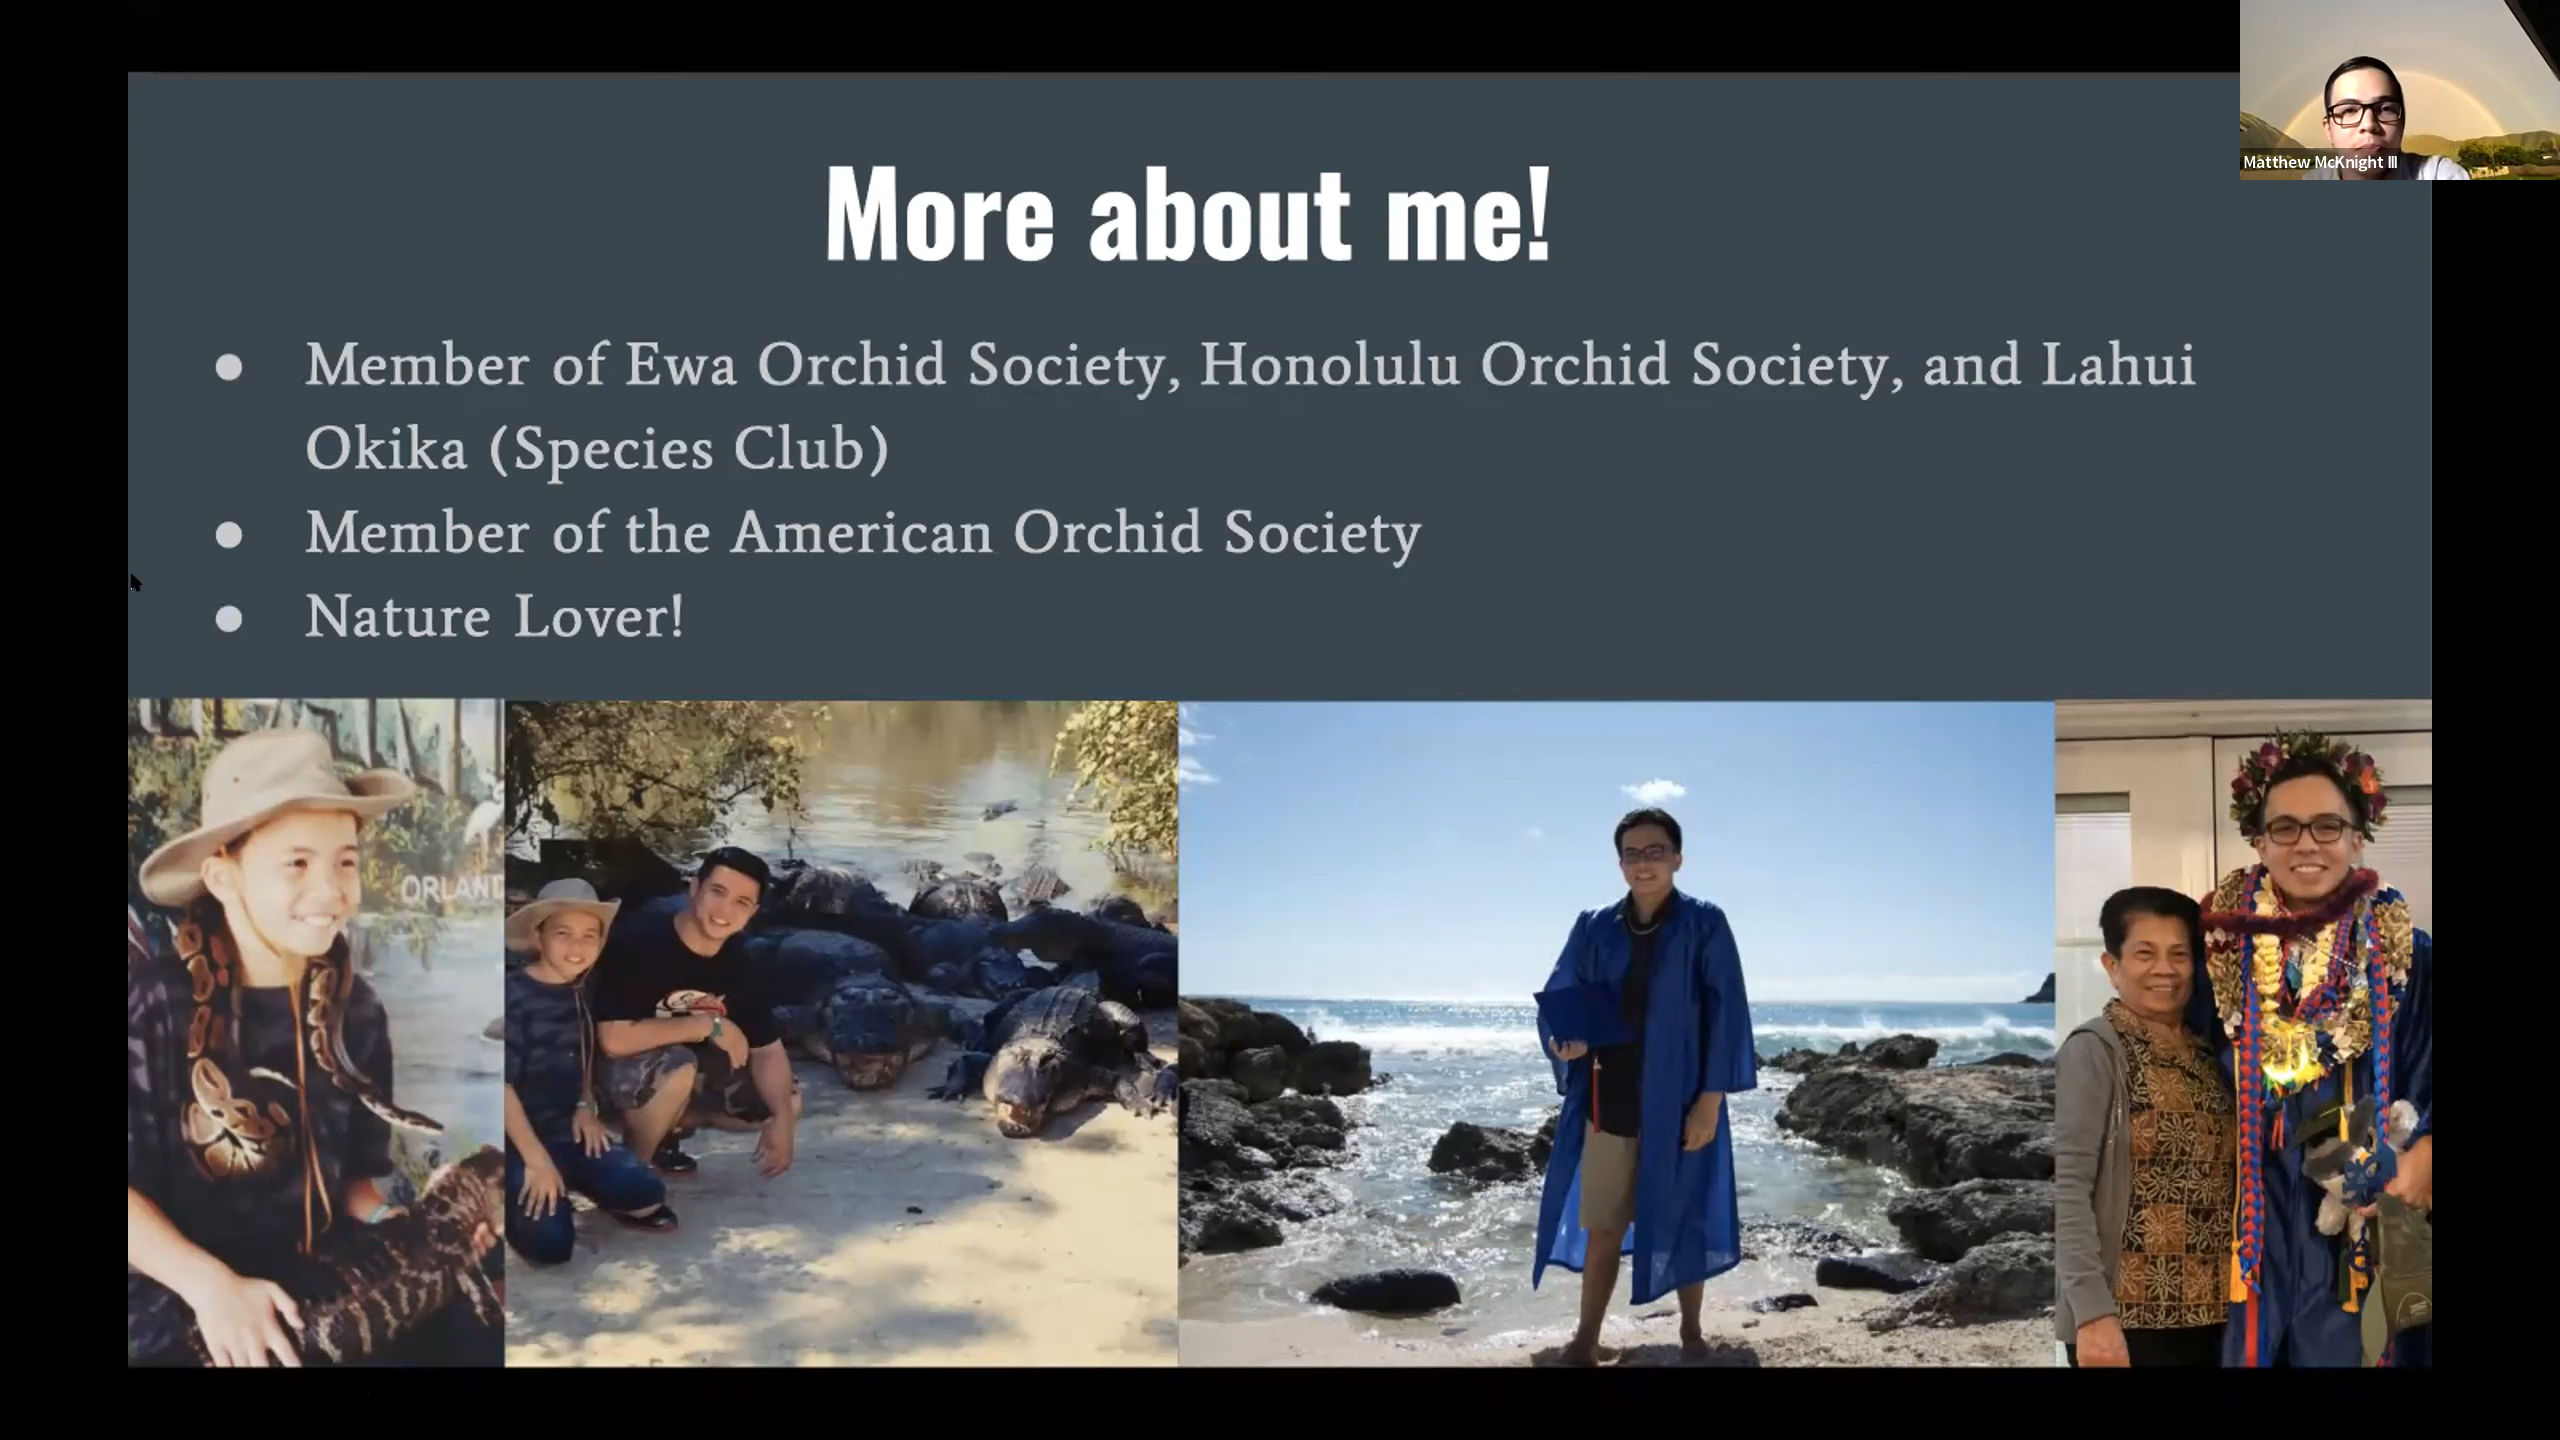 Matthew McKnight III
More about me!
● Member of Ewa Orchid Society, Honolulu Orchid Society, and Lahui
Okika (Species Club)
● Member of the American Orchid Society
● Nature Lover!